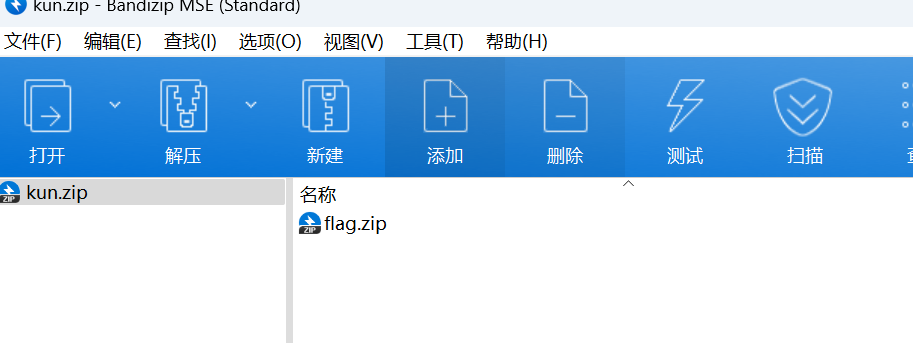 kun.zip - Bandizip MSE (Standard)
文件(F) 编辑(E) 查找(I) 选项(O) 视图(V) 工具(T) 帮助(H)
打开 解压 新建 添加 删除 测试 扫描
kun.zip
名称
flag.zip